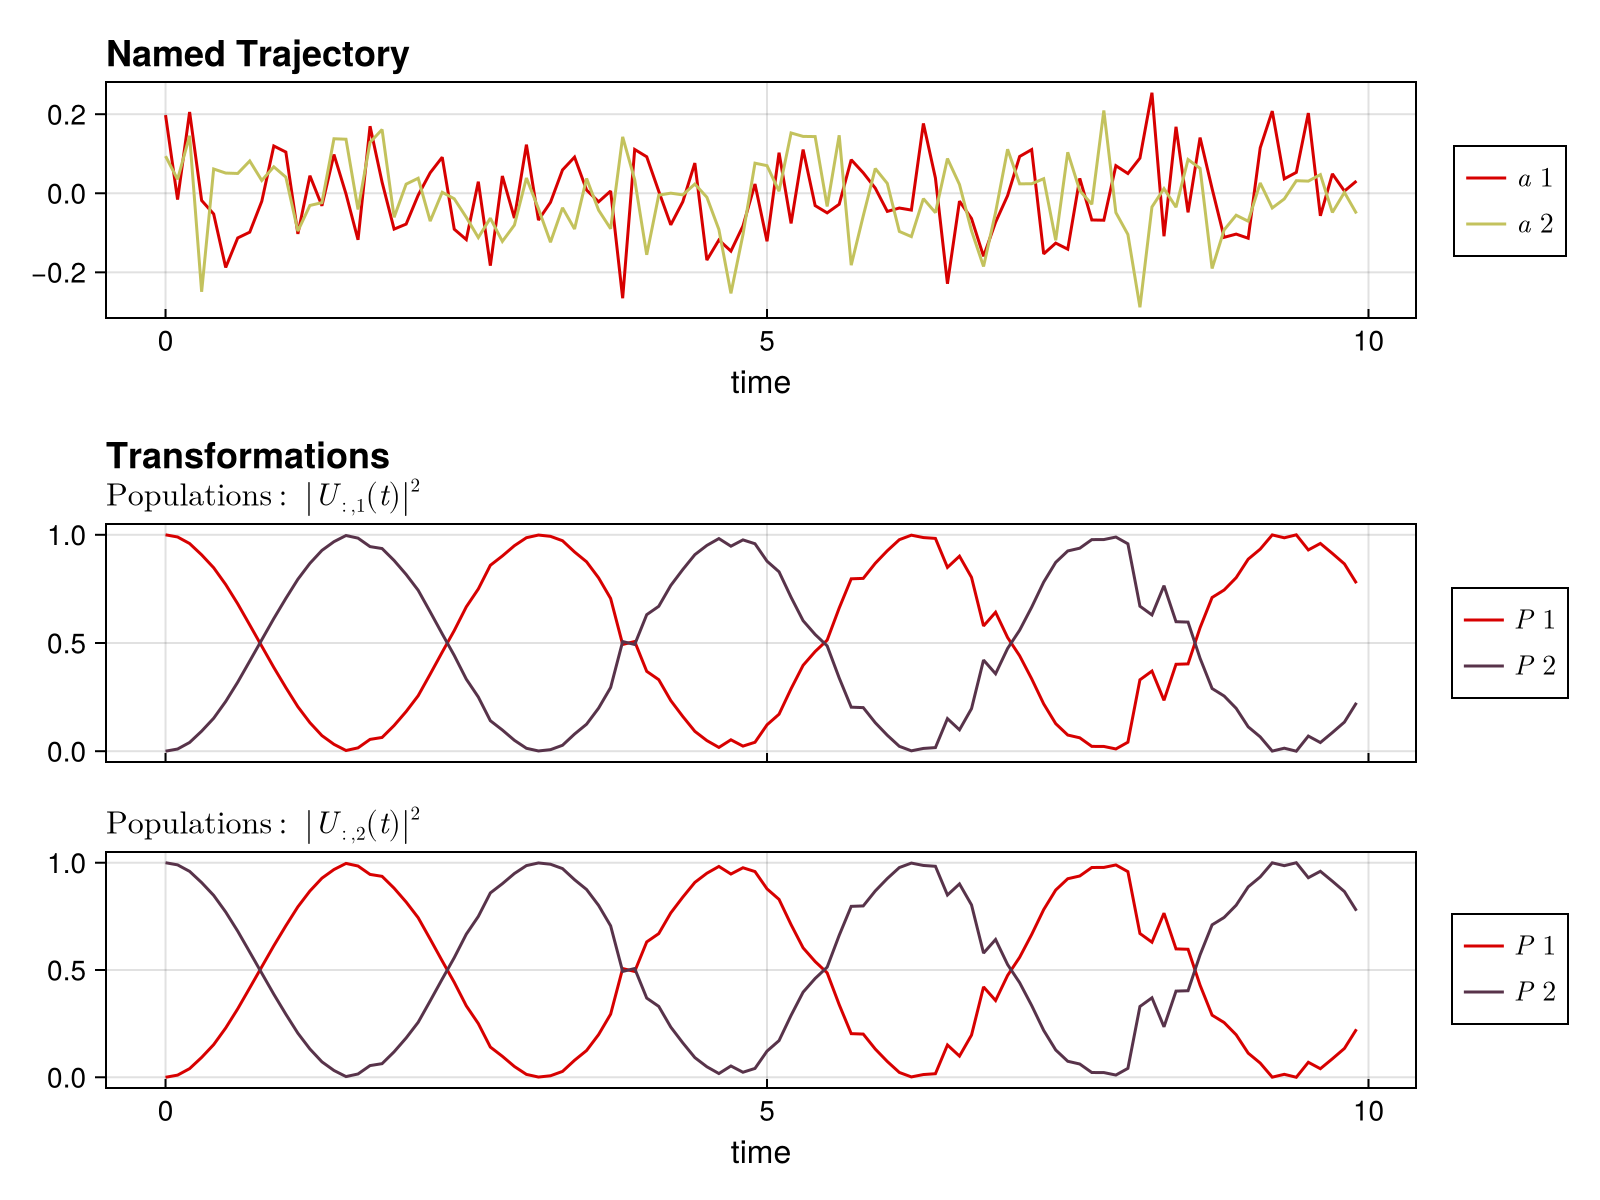 Named Trajectory
0.2
0.0
−0.2
0 5 10
time
a 1
a 2
Transformations
Populations: |U:,1(t)|²
1.0
0.5
0.0
P 1
P 2
Populations: |U:,2(t)|²
1.0
0.5
0.0
0 5 10
time
P 1
P 2